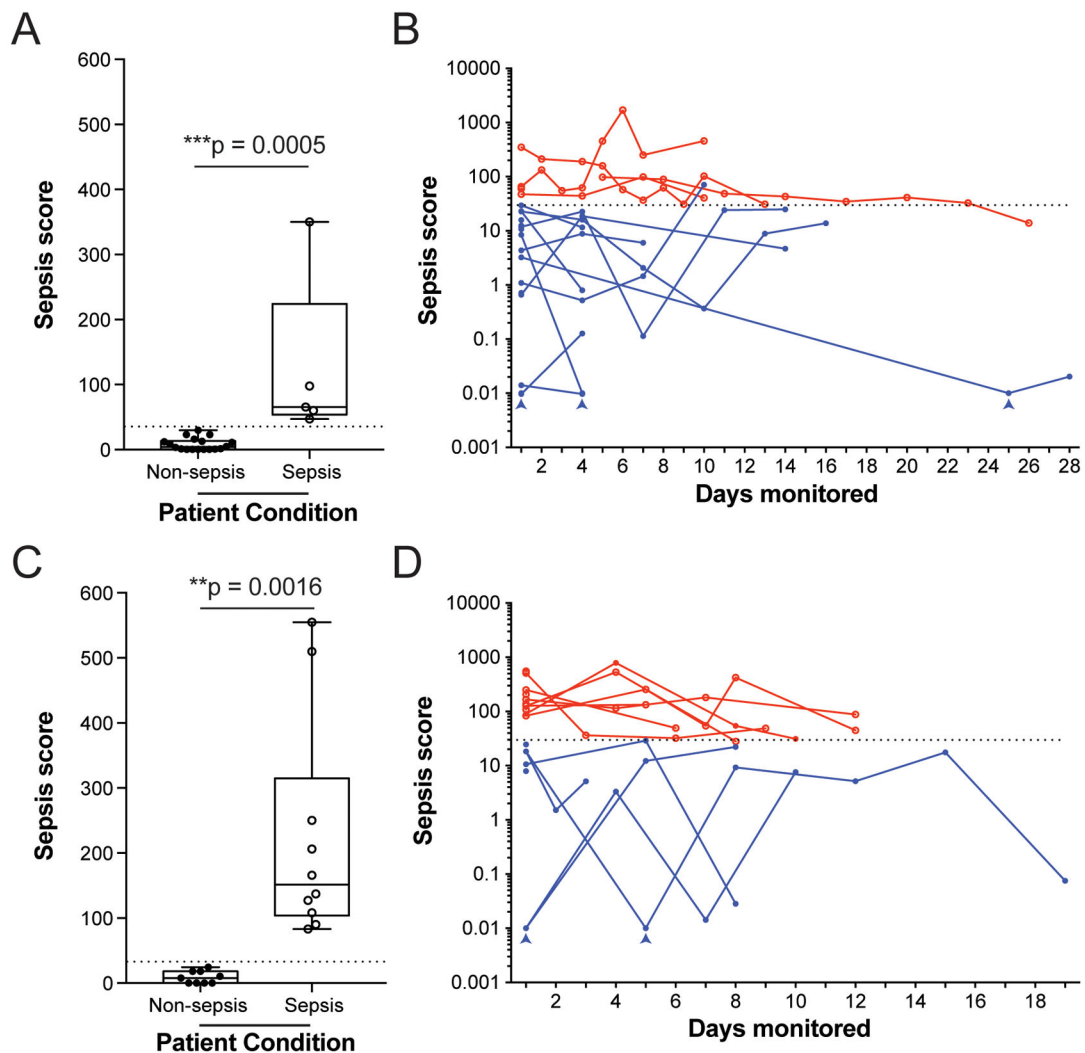 A
600
500
400
300
200
100
0
Sepsis score
***p = 0.0005
Non-sepsis
Sepsis
Patient Condition
B
10000
1000
100
10
1
0.1
0.01
0.001
Sepsis score
2 4 6 8 10 12 14 16 18 20 22 24 26 28
Days monitored
C
600
500
400
300
200
100
0
Sepsis score
**p = 0.0016
Non-sepsis
Sepsis
Patient Condition
D
10000
1000
100
10
1
0.1
0.01
0.001
Sepsis score
2 4 6 8 10 12 14 16 18
Days monitored